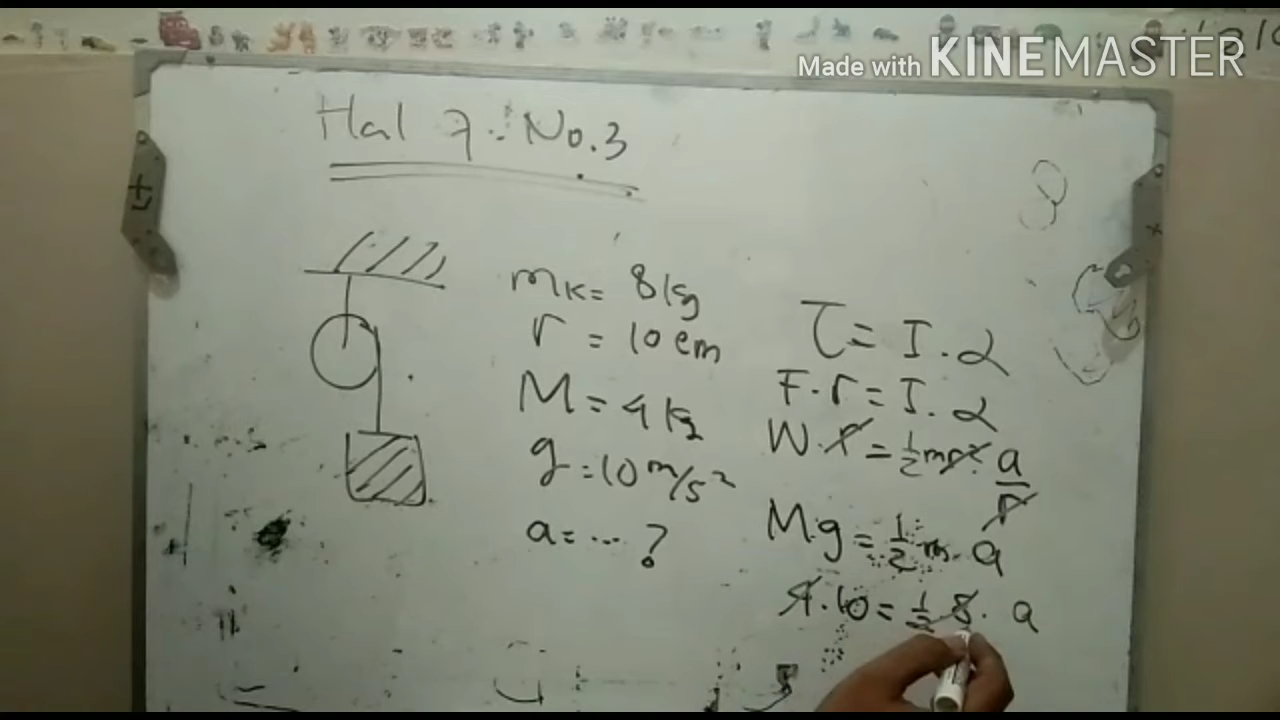 Made with KINEMASTER
Hal 7. No.3
mk = 8 kg
r = 10 cm
M = 4 kg
g = 10 m/s²
a = ... ?
τ = I . α
F . r = I . α
W . r = ½ m r² . a/r
M.g = ½ m . a
4 . 10 = ½ 8 . a